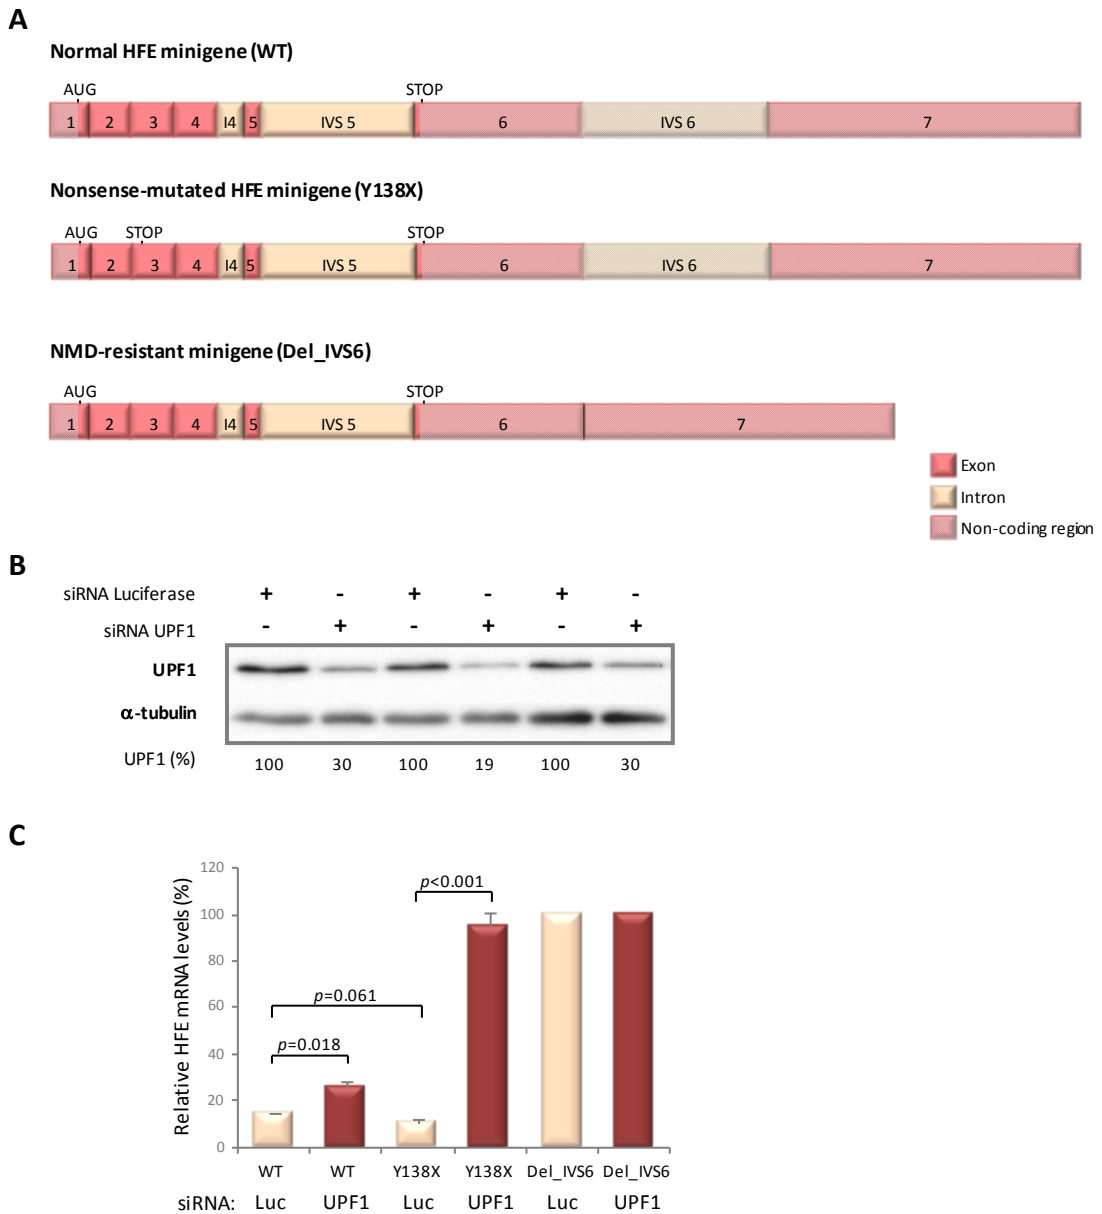 A
Normal HFE minigene (WT)
AUG STOP
1 2 3 4 I4 5 IVS 5 6 IVS 6 7
Nonsense-mutated HFE minigene (Y138X)
AUG STOP STOP
1 2 3 4 I4 5 IVS 5 6 IVS 6 7
NMD-resistant minigene (Del_IVS6)
AUG STOP
1 2 3 4 I4 5 IVS 5 6 7
Exon
Intron
Non-coding region
B
siRNA Luciferase + - + - + -
siRNA UPF1 - + - + - +
UPF1
α-tubulin
UPF1 (%) 100 30 100 19 100 30
C
Relative HFE mRNA levels (%)
120
100
80
60
40
20
0
p<0.001
p=0.061
p=0.018
WT WT Y138X Y138X Del_IVS6 Del_IVS6
siRNA: Luc UPF1 Luc UPF1 Luc UPF1